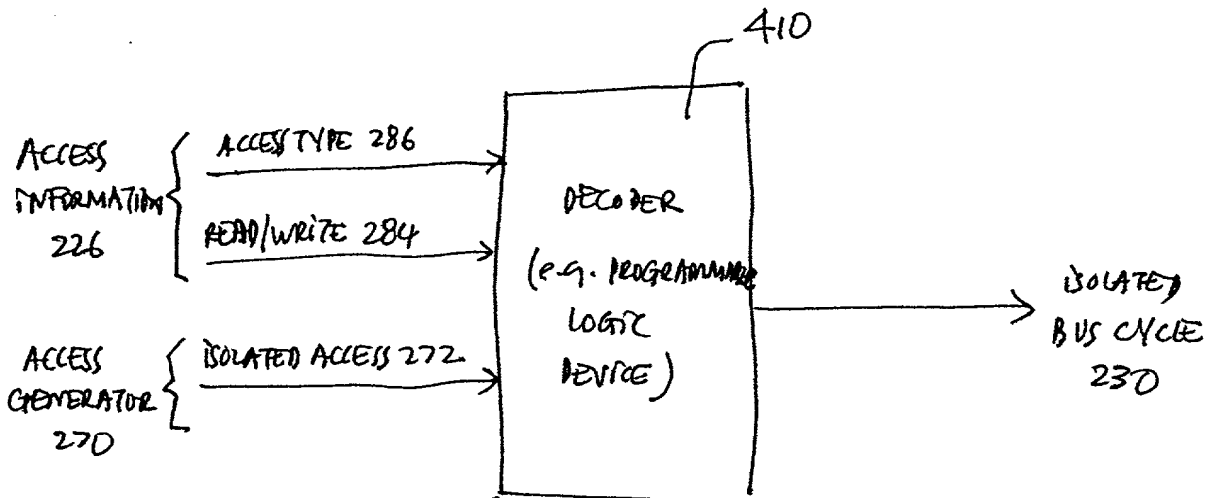 410
ACCESS
INFORMATION
226
ACCESS TYPE 286
READ/WRITE 284
ACCESS
GENERATOR
270
ISOLATED ACCESS 272
DECODER
(e.g. PROGRAMMABLE
LOGIC
DEVICE)
ISOLATED
BUS CYCLE
230